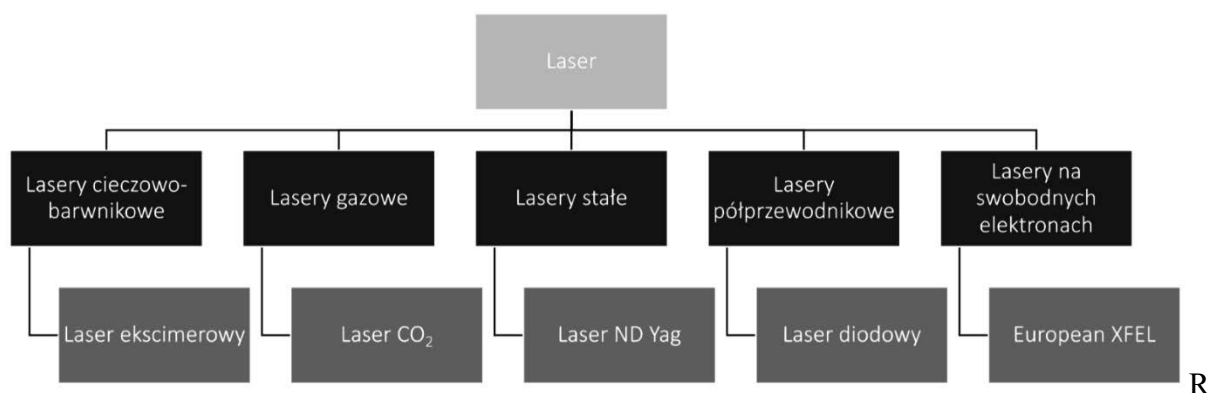 Laser
Lasery cieczowo-
barwnikowe
Lasery gazowe
Lasery stałe
Lasery
półprzewodnikowe
Lasery na
swobodnych
elektronach
Laser ekscimerowy
Laser CO₂
Laser ND Yag
Laser diodowy
European XFEL
R